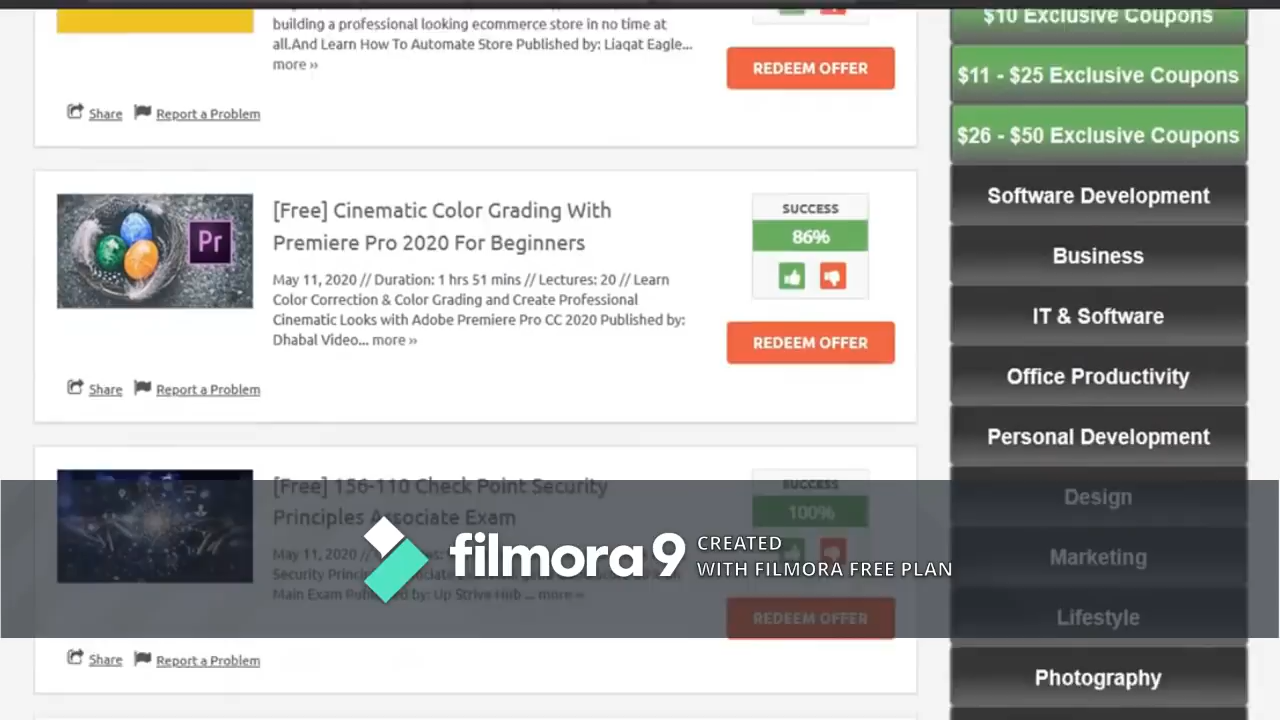 building a professional looking ecommerce store in no time at
all.And Learn How To Automate Store Published by: Liaqat Eagle...
more »
REDEEM OFFER
Share
Report a Problem
[Free] Cinematic Color Grading With
Premiere Pro 2020 For Beginners
May 11, 2020 // Duration: 1 hrs 51 mins // Lectures: 20 // Learn
Color Correction & Color Grading and Create Professional
Cinematic Looks with Adobe Premiere Pro CC 2020 Published by:
Dhabal Video... more »
Pr
SUCCESS
86%
REDEEM OFFER
Share
Report a Problem
[Free] 156-110 Check Point Security
Principles Associate Exam
May 11, 2020 //
Security
Main Exam Published by: Up Strive Hub ... more »
SUCCESS
100%
REDEEM OFFER
filmora9
CREATED
WITH FILMORA FREE PLAN
Share
Report a Problem
$10 Exclusive Coupons
$11 - $25 Exclusive Coupons
$26 - $50 Exclusive Coupons
Software Development
Business
IT & Software
Office Productivity
Personal Development
Design
Marketing
Lifestyle
Photography